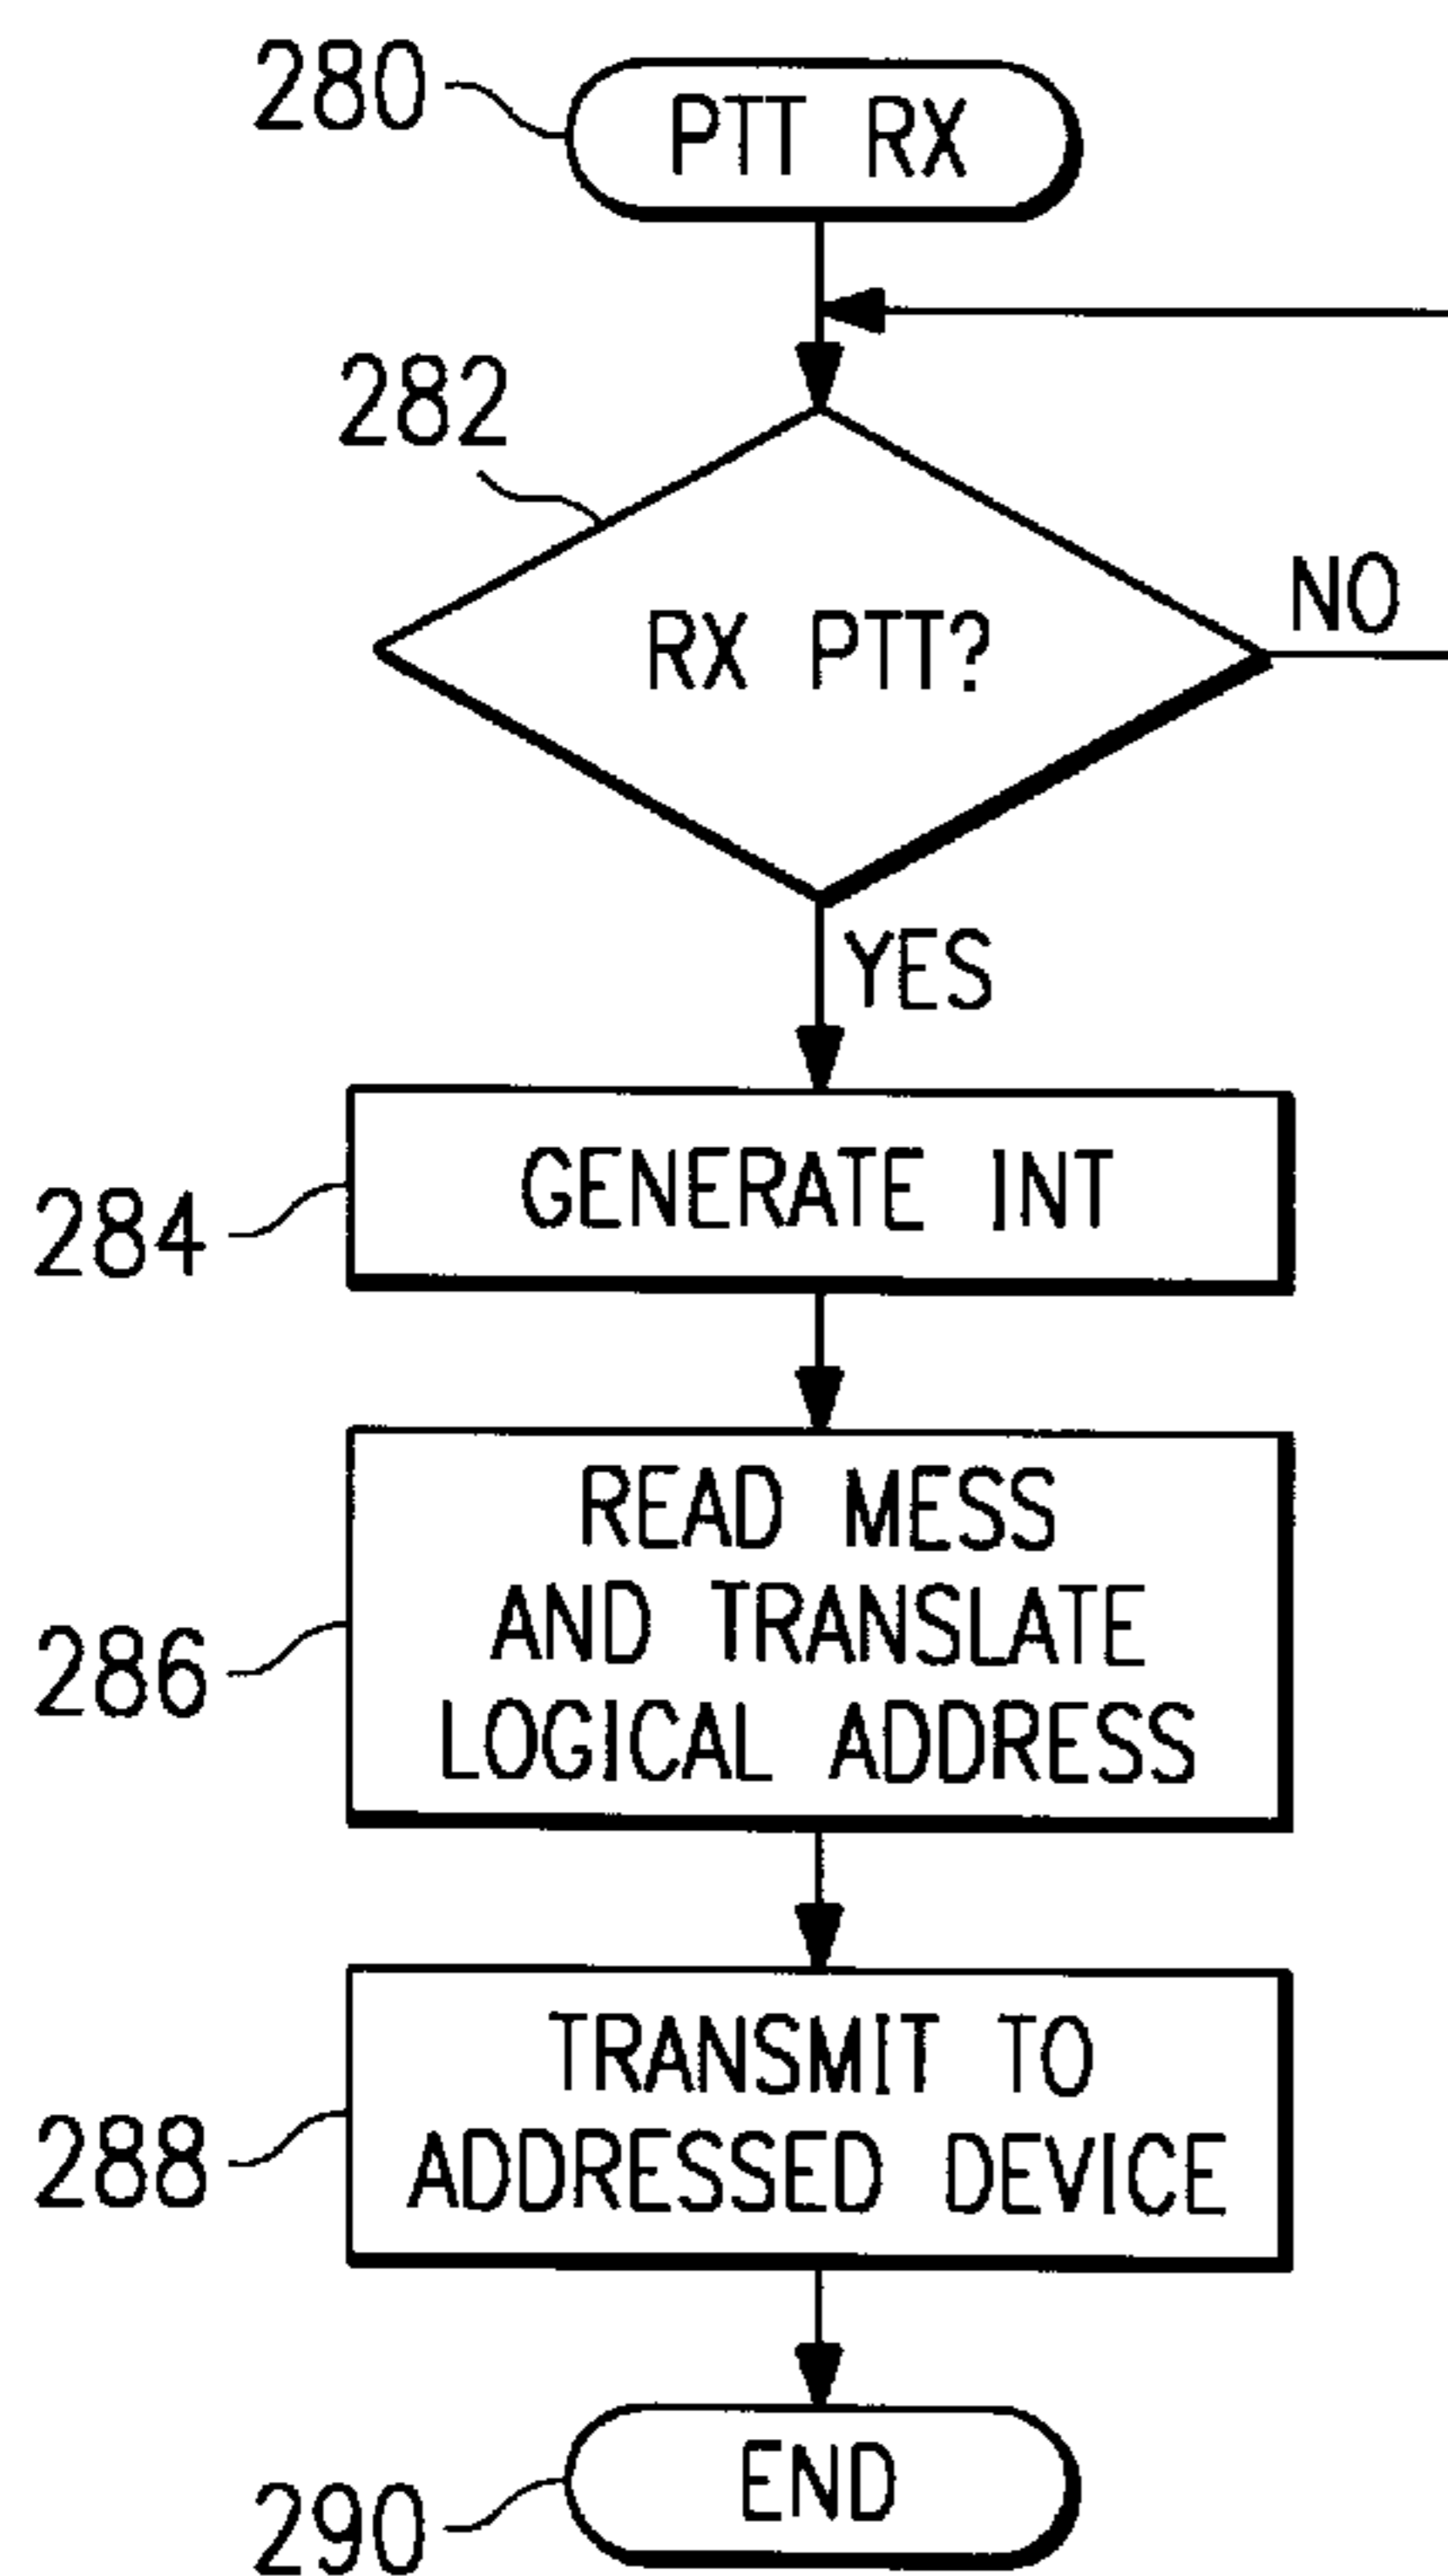 280
PTT RX
282
RX PTT?
NO
YES
GENERATE INT
284
READ MESS
AND TRANSLATE
LOGICAL ADDRESS
286
TRANSMIT TO
ADDRESSED DEVICE
288
END
290